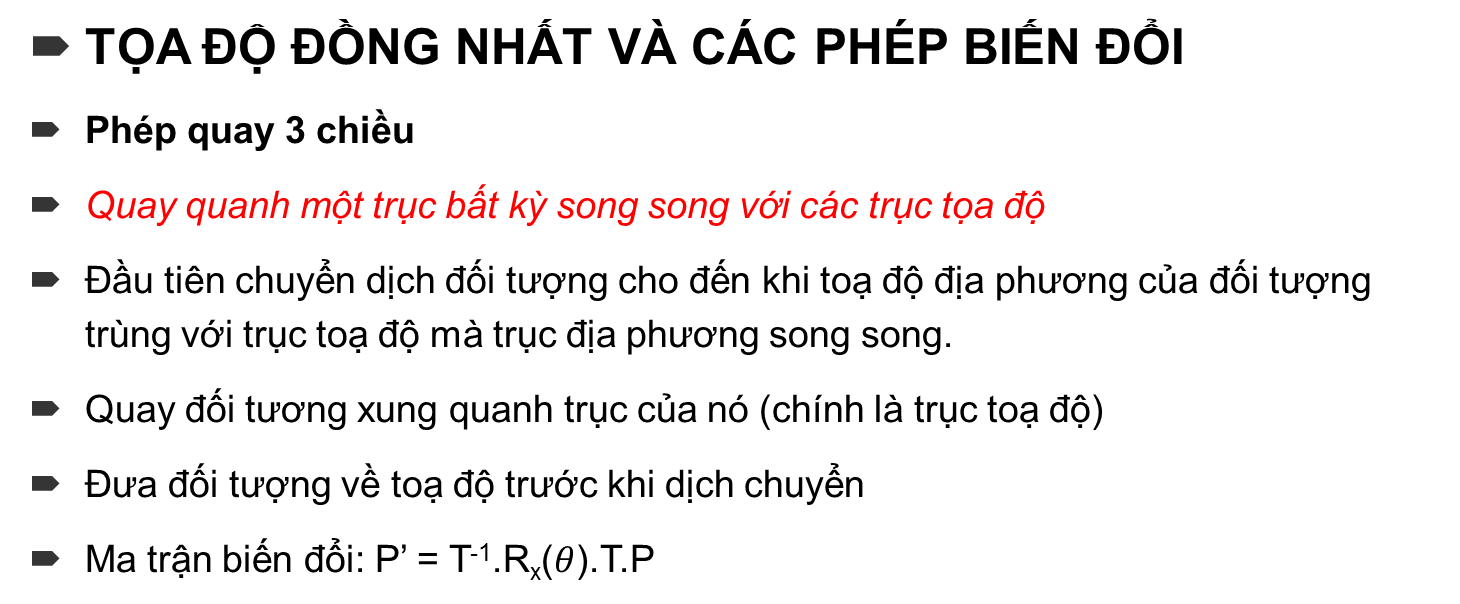 TỌA ĐỘ ĐỒNG NHẤT VÀ CÁC PHÉP BIẾN ĐỔI
Phép quay 3 chiều
Quay quanh một trục bất kỳ song song với các trục tọa độ
Đầu tiên chuyển dịch đối tượng cho đến khi toạ độ địa phương của đối tượng
trùng với trục toạ độ mà trục địa phương song song.
Quay đối tương xung quanh trục của nó (chính là trục toạ độ)
Đưa đối tượng về toạ độ trước khi dịch chuyển
Ma trận biến đổi: P’ = T⁻¹.Rₓ(𝜃).T.P